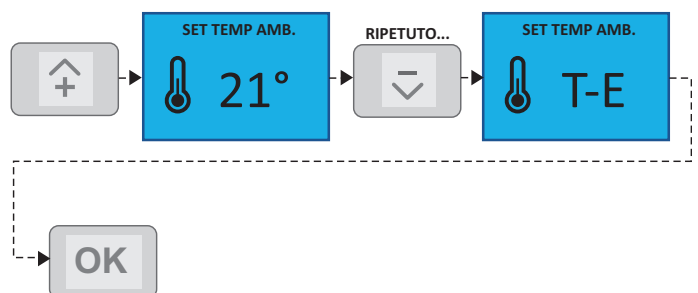 SET TEMP AMB.
21°
RIPETUTO...
SET TEMP AMB.
T-E
OK